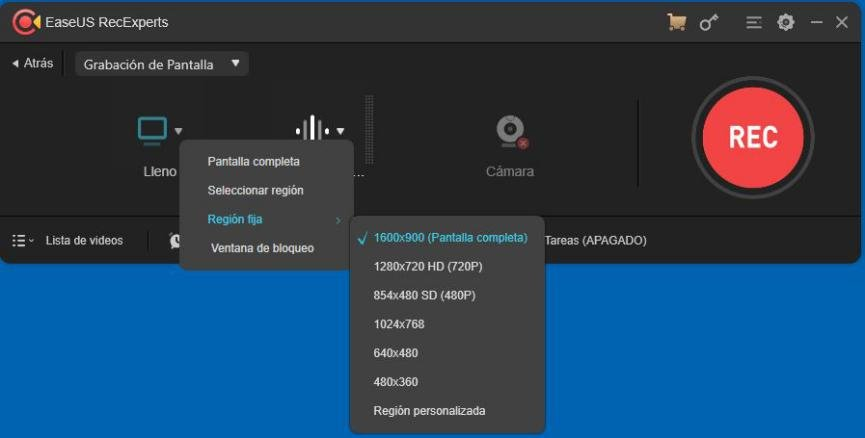 EaseUS RecExperts
Atrás
Grabación de Pantalla
REC
Lleno
...
Cámara
Pantalla completa
Seleccionar región
Región fija
Ventana de bloqueo
Lista de videos
Tareas (APAGADO)
1600x900 (Pantalla completa)
1280x720 HD (720P)
854x480 SD (480P)
1024x768
640x480
480x360
Región personalizada